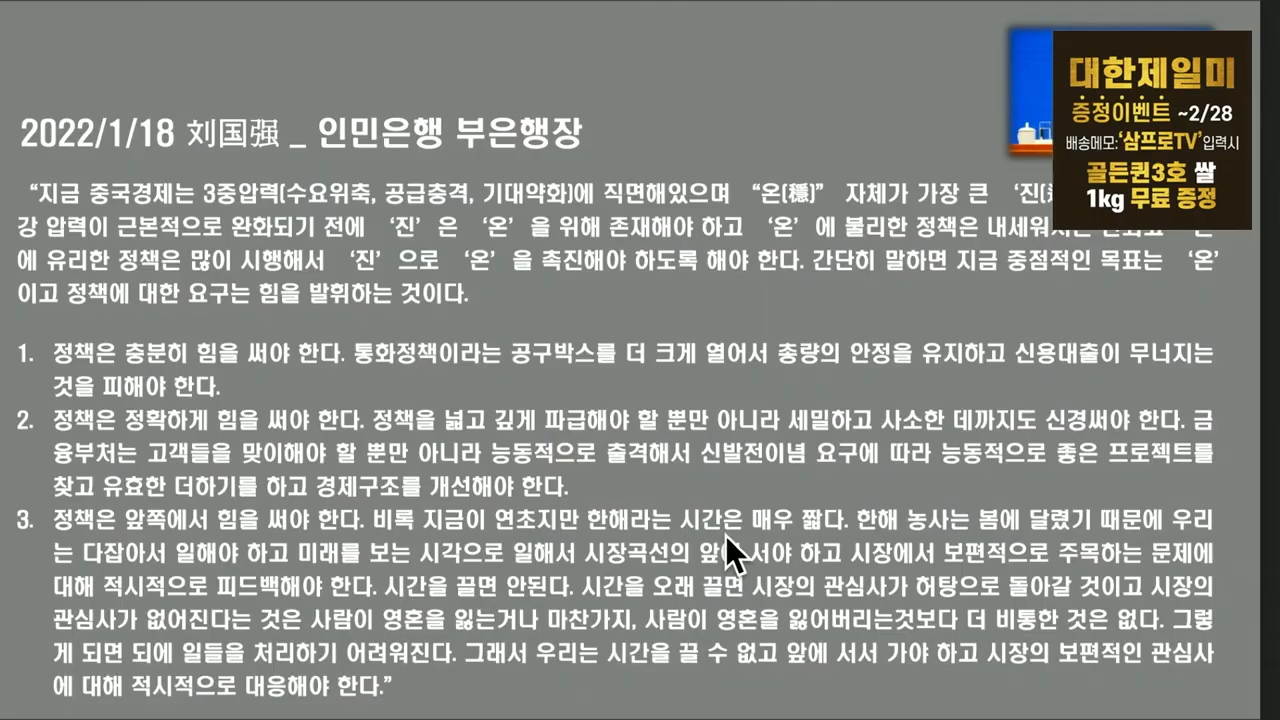 2022/1/18 刘国强 _ 인민은행 부은행장
대한제일미
증정이벤트 ~2/28
배송메모:‘삼프로TV’입력시
골든퀸3호 쌀
1kg 무료 증정
“지금 중국경제는 3중압력(수요위축, 공급충격, 기대약화)에 직면해있으며 “온(穩)” 자체가 가장 큰 ‘진(
강 압력이 근본적으로 완화되기 전에 ‘진’은 ‘온’을 위해 존재해야 하고 ‘온’에 불리한 정책은
에 유리한 정책은 많이 시행해서 ‘진’으로 ‘온’을 촉진해야 하도록 해야 한다. 간단히 말하면 지금 중점적인 목표는 ‘온’
이고 정책에 대한 요구는 힘을 발휘하는 것이다.
1. 정책은 충분히 힘을 써야 한다. 통화정책이라는 공구박스를 더 크게 열어서 총량의 안정을 유지하고 신용대출이 무너지는
것을 피해야 한다.
2. 정책은 정확하게 힘을 써야 한다. 정책을 넓고 깊게 파급해야 할 뿐만 아니라 세밀하고 사소한 데까지도 신경써야 한다. 금
융부처는 고객들을 맞이해야 할 뿐만 아니라 능동적으로 출격해서 신발전이념 요구에 따라 능동적으로 좋은 프로젝트를
찾고 유효한 더하기를 하고 경제구조를 개선해야 한다.
3. 정책은 앞쪽에서 힘을 써야 한다. 비록 지금이 연초지만 한해라는 시간은 매우 짧다. 한해 농사는 봄에 달렸기 때문에 우리
는 다잡아서 일해야 하고 미래를 보는 시각으로 일해서 시장곡선의 서야 하고 시장에서 보편적으로 주목하는 문제에
대해 적시적으로 피드백해야 한다. 시간을 끌면 안된다. 시간을 오래 끌면 시장의 관심사가 허탕으로 돌아갈 것이고 시장의
관심사가 없어진다는 것은 사람이 영혼을 잃는거나 마찬가지, 사람이 영혼을 잃어버리는것보다 더 비통한 것은 없다. 그렇
게 되면 되에 일들을 처리하기 어려워진다. 그래서 우리는 시간을 끌 수 없고 앞에 서서 가야 하고 시장의 보편적인 관심사
에 대해 적시적으로 대응해야 한다.”